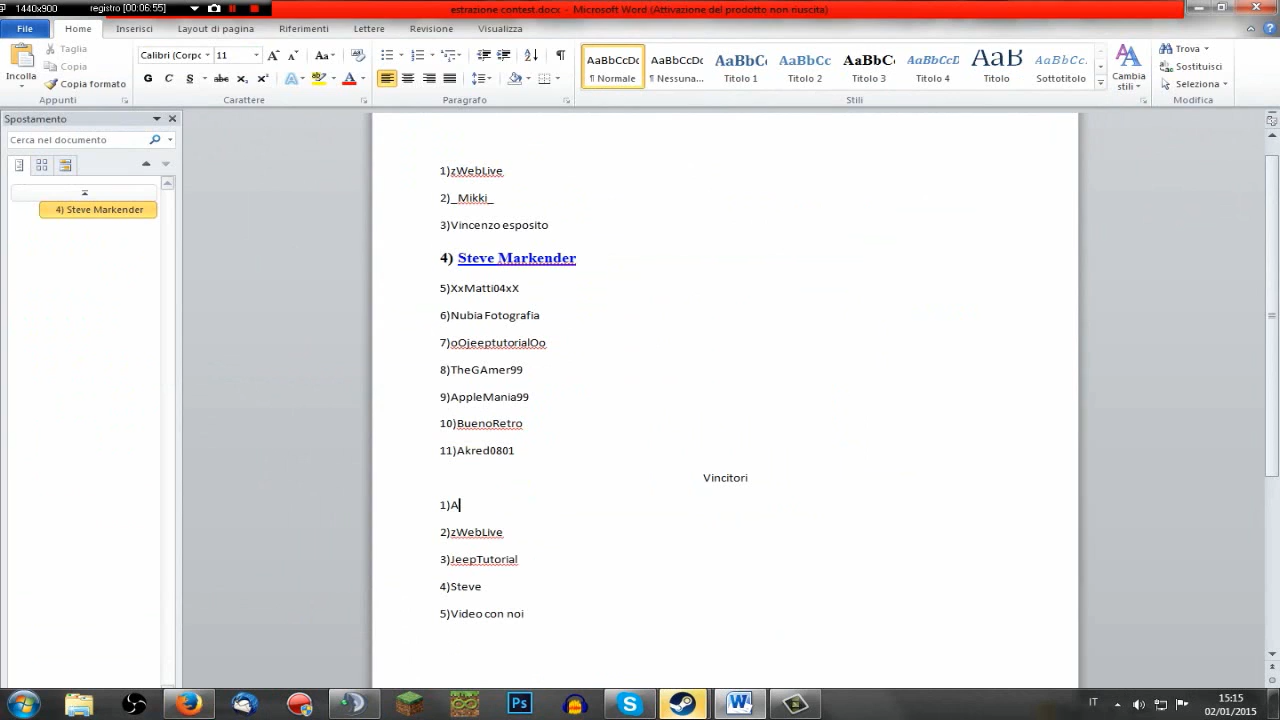 1440x900 registro [00:06:55]
estrazione contest.docx - Microsoft Word (Attivazione del prodotto non riuscita)
File Home Inserisci Layout di pagina Riferimenti Lettere Revisione Visualizza
Incolla
Taglia
Copia
Copia formato
Appunti
Calibri (Corpo 11
G C S abc x₂ x²
Carattere
Paragrafo
AaBbCcDc AaBbCcDc AaBbC( AaBbCc AaBbCc AaBbCcD AaB AaBbCc.
¶ Normale ¶ Nessuna... Titolo 1 Titolo 2 Titolo 3 Titolo 4 Titolo Sottotitolo
Stili
Cambia stili
Trova
Sostituisci
Seleziona
Modifica
Spostamento
Cerca nel documento
4) Steve Markender
1)zWebLive
2)_Mikki_
3)Vincenzo esposito
4) Steve Markender
5)XxMatti04xX
6)Nubia Fotografia
7)oOjeeptutorialOo
8)TheGAmer99
9)AppleMania99
10)BuenoRetro
11)Akred0801
Vincitori
1)A
2)zWebLive
3)JeepTutorial
4)Steve
5)Video con noi
Ps
IT
15:15
02/01/2015